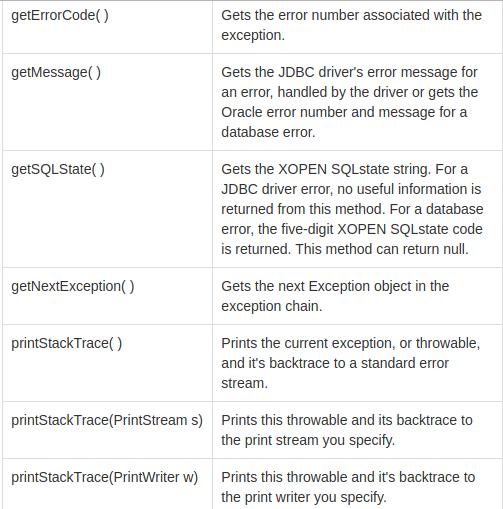 getErrorCode( )
Gets the error number associated with the
exception.
getMessage( )
Gets the JDBC driver's error message for
an error, handled by the driver or gets the
Oracle error number and message for a
database error.
getSQLState( )
Gets the XOPEN SQLstate string. For a
JDBC driver error, no useful information is
returned from this method. For a database
error, the five-digit XOPEN SQLstate code
is returned. This method can return null.
getNextException( )
Gets the next Exception object in the
exception chain.
printStackTrace( )
Prints the current exception, or throwable,
and it's backtrace to a standard error
stream.
printStackTrace(PrintStream s)
Prints this throwable and its backtrace to
the print stream you specify.
printStackTrace(PrintWriter w)
Prints this throwable and it's backtrace to
the print writer you specify.